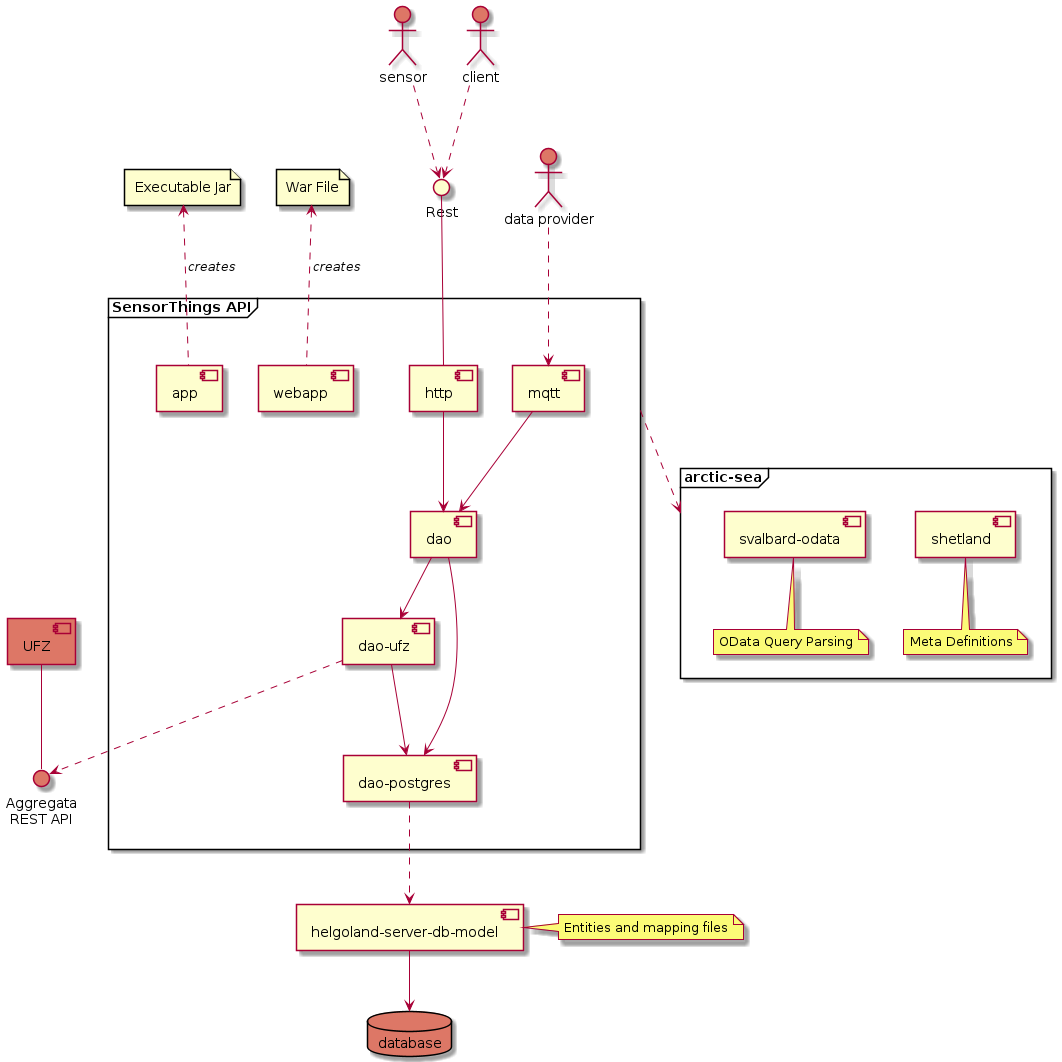 sensor
client
Executable Jar
War File
Rest
data provider
creates
creates
SensorThings API
app
webapp
http
mqtt
arctic-sea
dao
svalbard-odata
shetland
UFZ
dao-ufz
OData Query Parsing
Meta Definitions
dao-postgres
Aggregata
REST API
helgoland-server-db-model
Entities and mapping files
database